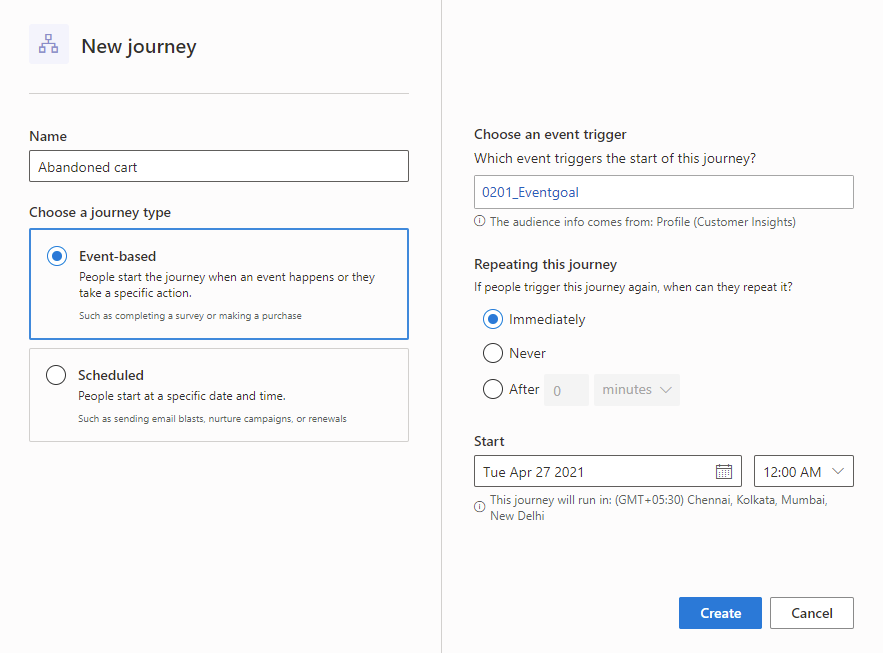 New journey
Name
Abandoned cart
Choose a journey type
Event-based
People start the journey when an event happens or they
take a specific action.
Such as completing a survey or making a purchase
Scheduled
People start at a specific date and time.
Such as sending email blasts, nurture campaigns, or renewals
Choose an event trigger
Which event triggers the start of this journey?
0201_Eventgoal
The audience info comes from: Profile (Customer Insights)
Repeating this journey
If people trigger this journey again, when can they repeat it?
Immediately
Never
After 0 minutes
Start
Tue Apr 27 2021 12:00 AM
This journey will run in: (GMT+05:30) Chennai, Kolkata, Mumbai,
New Delhi
Create Cancel